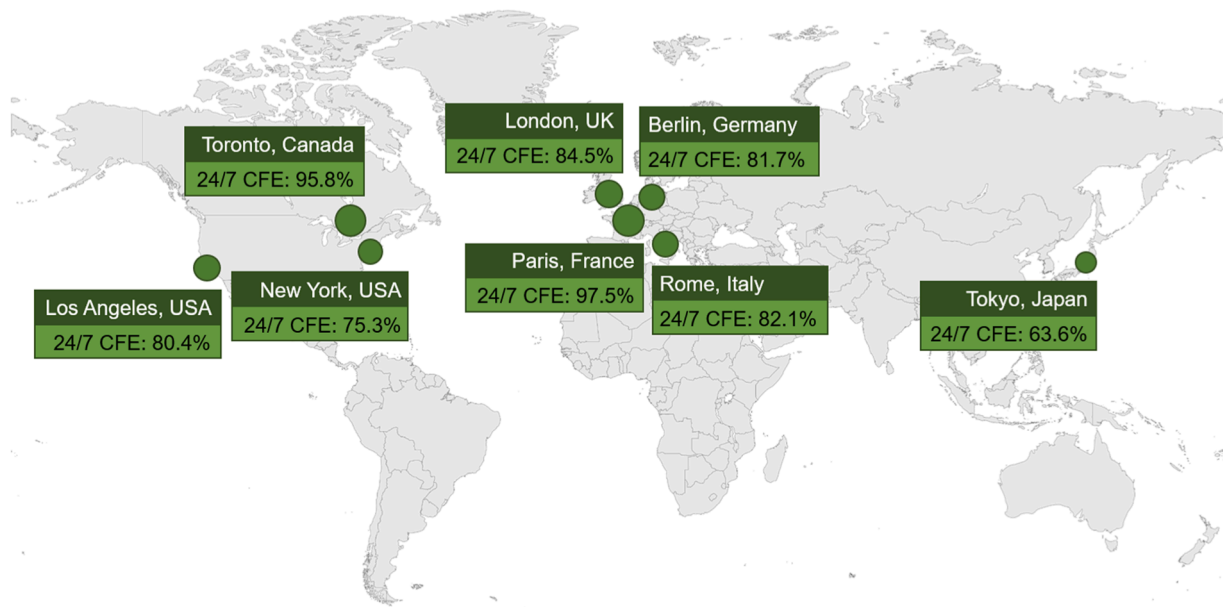 Toronto, Canada
24/7 CFE: 95.8%
London, UK
24/7 CFE: 84.5%
Berlin, Germany
24/7 CFE: 81.7%
Los Angeles, USA
24/7 CFE: 80.4%
New York, USA
24/7 CFE: 75.3%
Paris, France
24/7 CFE: 97.5%
Rome, Italy
24/7 CFE: 82.1%
Tokyo, Japan
24/7 CFE: 63.6%